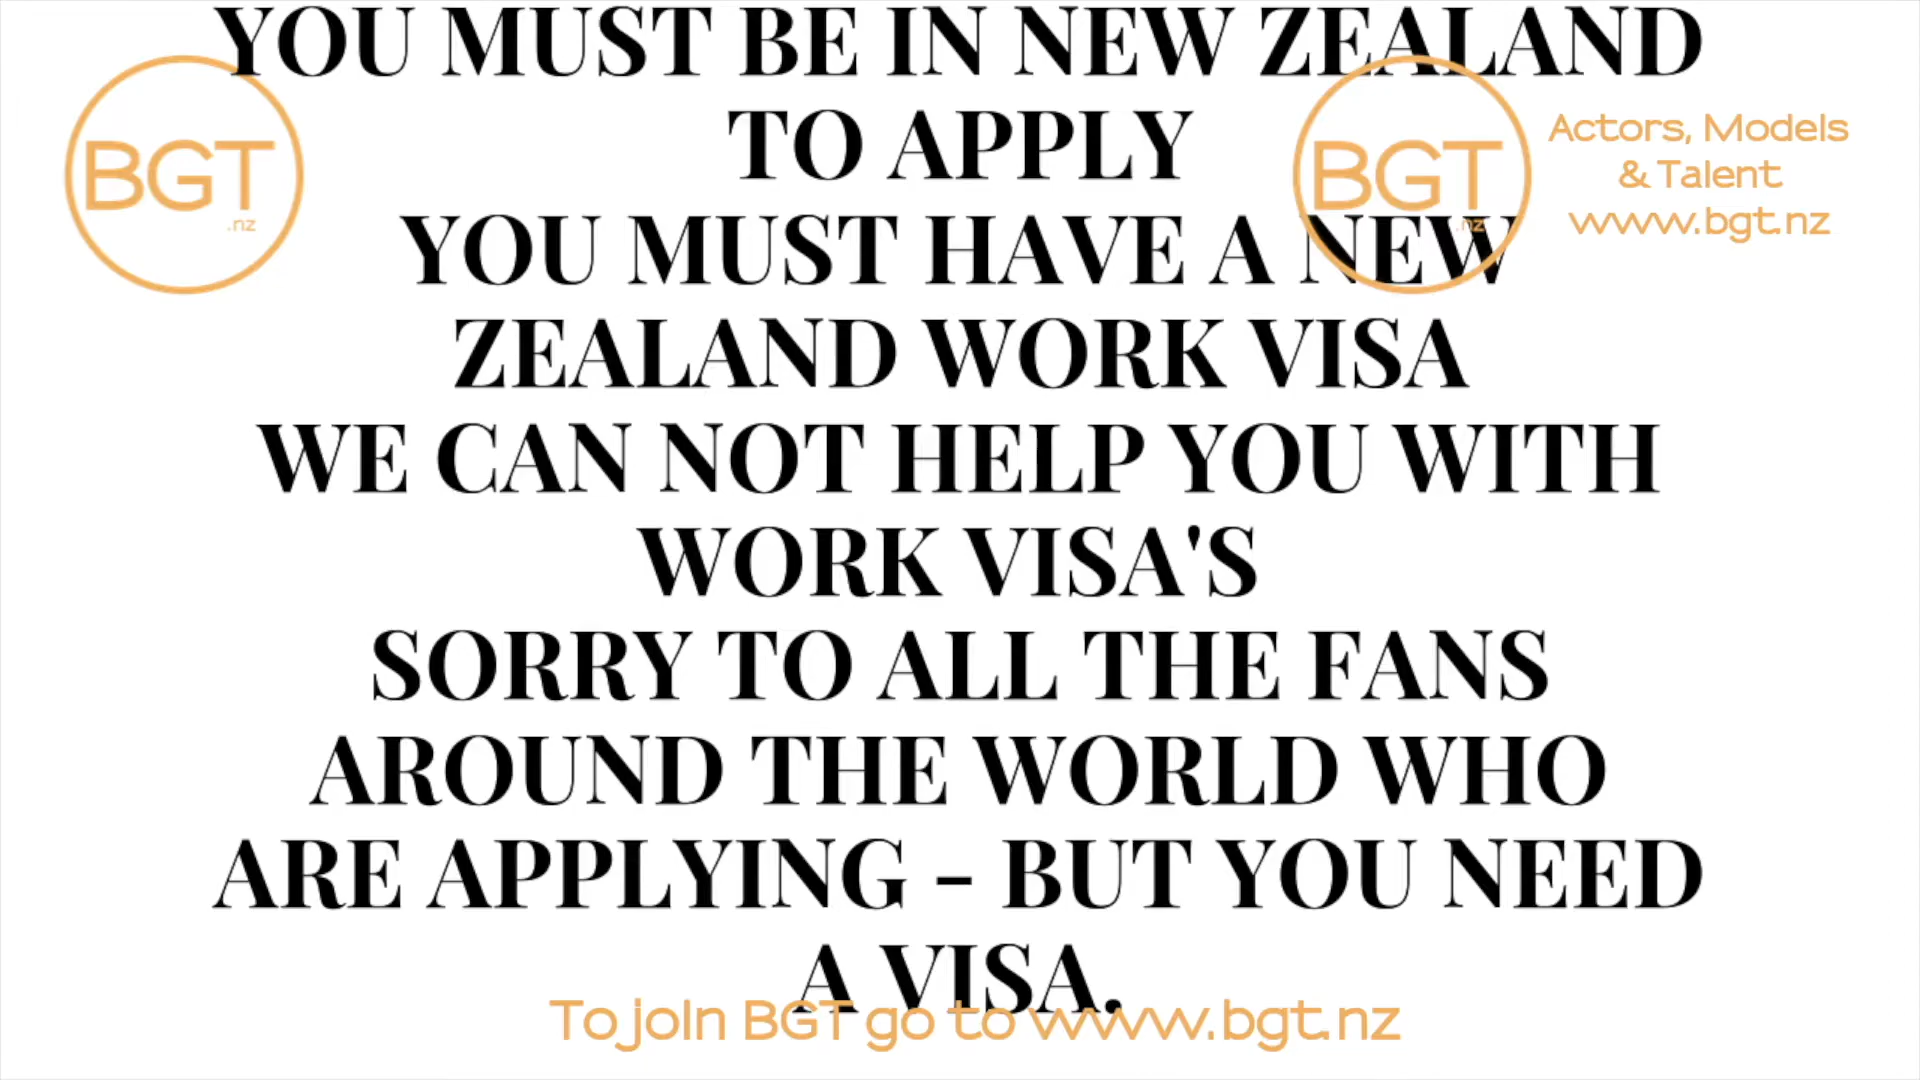 YOU MUST BE IN NEW ZEALAND
TO APPLY
YOU MUST HAVE A NEW
ZEALAND WORK VISA
WE CAN NOT HELP YOU WITH
WORK VISA'S
SORRY TO ALL THE FANS
AROUND THE WORLD WHO
ARE APPLYING - BUT YOU NEED
A VISA.
BGT
.nz
BGT
.nz
Actors, Models
& Talent
www.bgt.nz
To join BGT go to www.bgt.nz